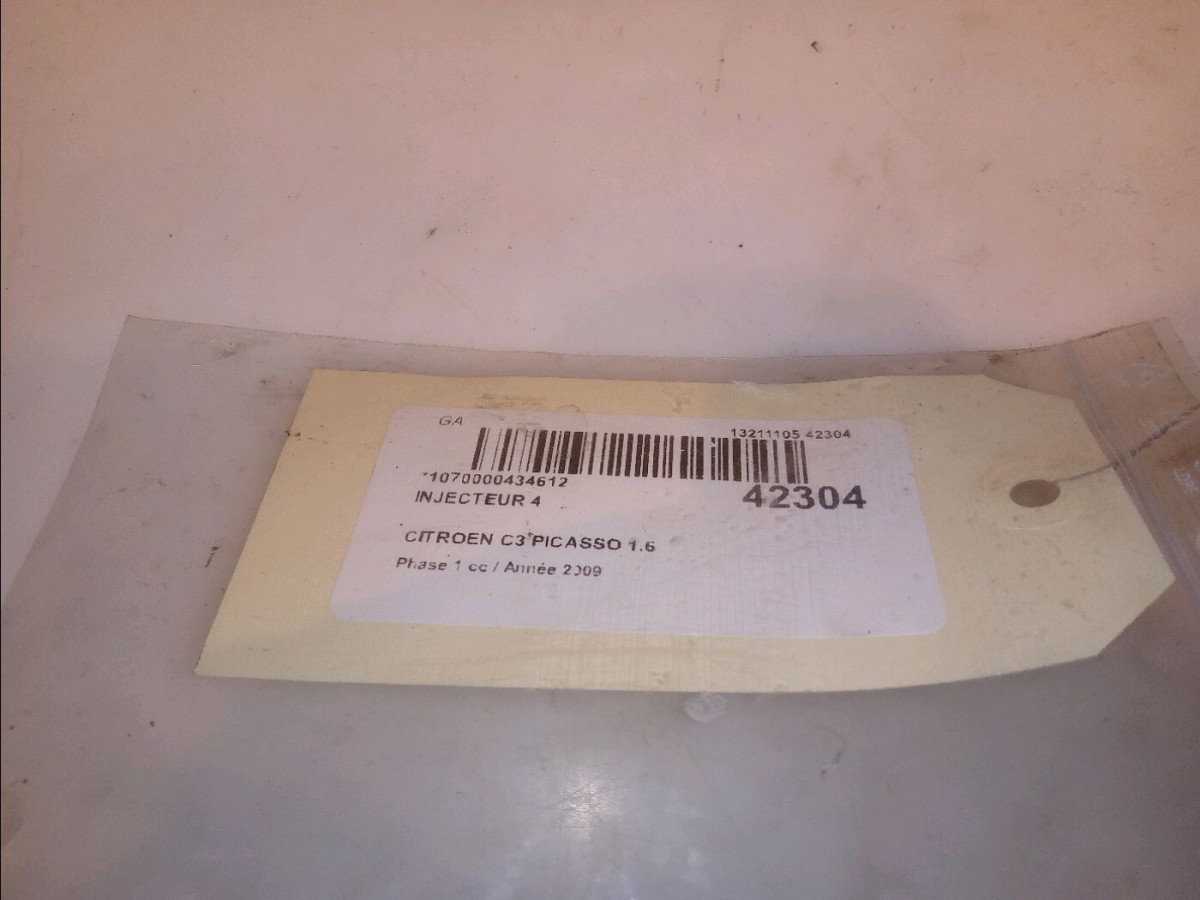 GA
13211105 42304
*1070000434612
42304
INJECTEUR 4
CITROEN C3 PICASSO 1.6
Phase 1 cc / Année 2009